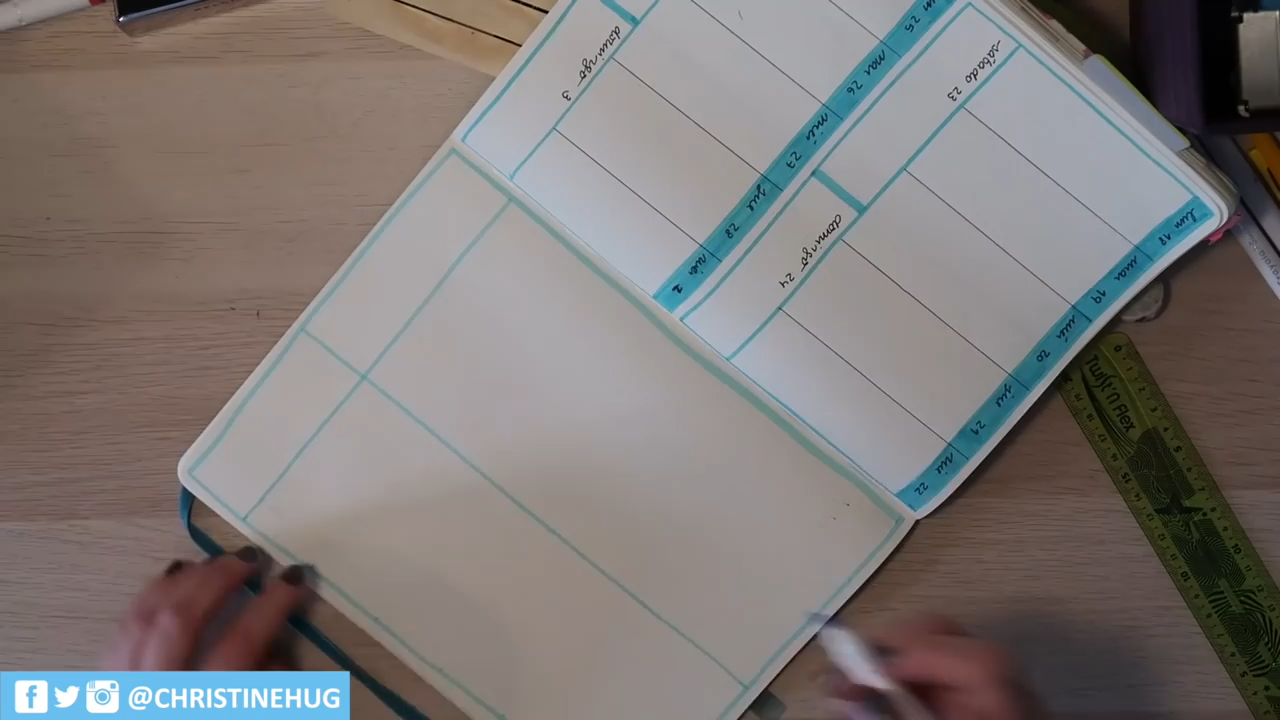 lun 18
mar 19
mié 20
jue 21
vie 22
sábado 23
domingo 24
lun 25
mar 26
mié 27
jue 28
vie 1
domingo 3
Twist'n Flex
@CHRISTINEHUG